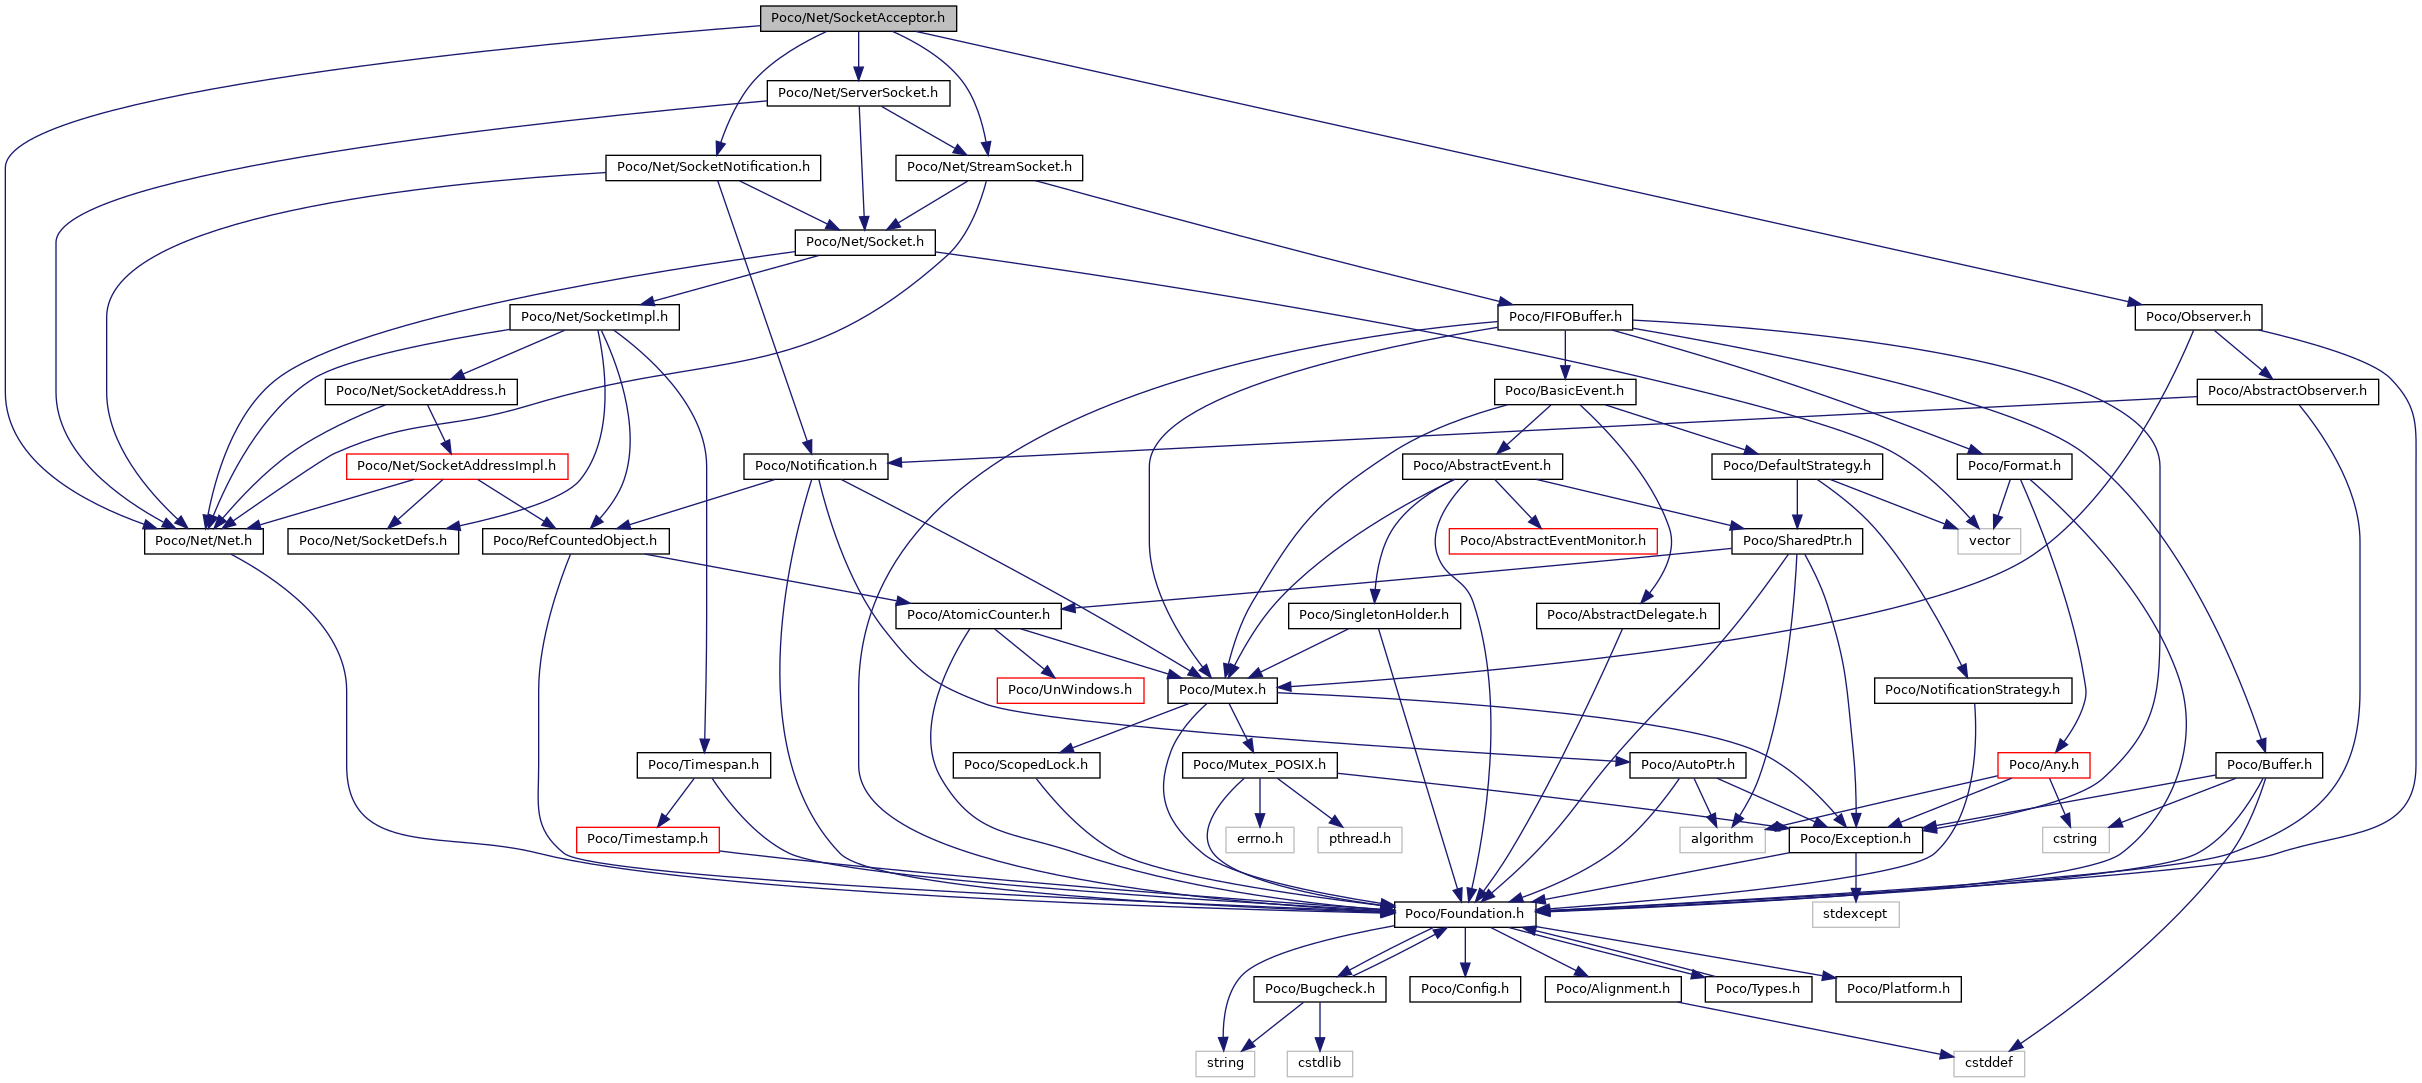 Poco/Net/SocketAcceptor.h
Poco/Net/ServerSocket.h
Poco/Net/SocketNotification.h
Poco/Net/StreamSocket.h
Poco/Net/Socket.h
Poco/Net/SocketImpl.h
Poco/FIFOBuffer.h
Poco/Observer.h
Poco/Net/SocketAddress.h
Poco/BasicEvent.h
Poco/AbstractObserver.h
Poco/Net/SocketAddressImpl.h
Poco/Notification.h
Poco/AbstractEvent.h
Poco/DefaultStrategy.h
Poco/Format.h
Poco/Net/Net.h
Poco/Net/SocketDefs.h
Poco/RefCountedObject.h
Poco/AbstractEventMonitor.h
Poco/SharedPtr.h
vector
Poco/AtomicCounter.h
Poco/SingletonHolder.h
Poco/AbstractDelegate.h
Poco/UnWindows.h
Poco/Mutex.h
Poco/NotificationStrategy.h
Poco/Timespan.h
Poco/ScopedLock.h
Poco/Mutex_POSIX.h
Poco/AutoPtr.h
Poco/Any.h
Poco/Buffer.h
Poco/Timestamp.h
errno.h
pthread.h
algorithm
Poco/Exception.h
cstring
Poco/Foundation.h
stdexcept
Poco/Bugcheck.h
Poco/Config.h
Poco/Alignment.h
Poco/Types.h
Poco/Platform.h
string
cstdlib
cstddef